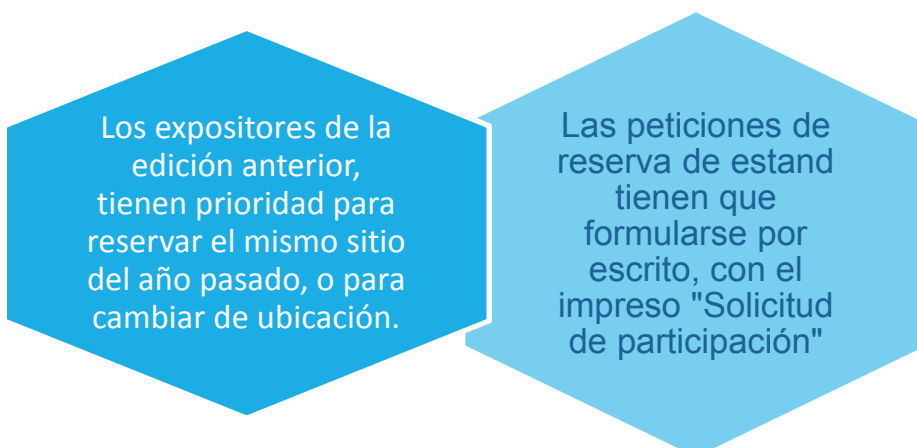 Los expositores de la
edición anterior,
tienen prioridad para
reservar el mismo sitio
del año pasado, o para
cambiar de ubicación.
Las peticiones de
reserva de estand
tienen que
formularse por
escrito, con el
impreso "Solicitud
de participación"